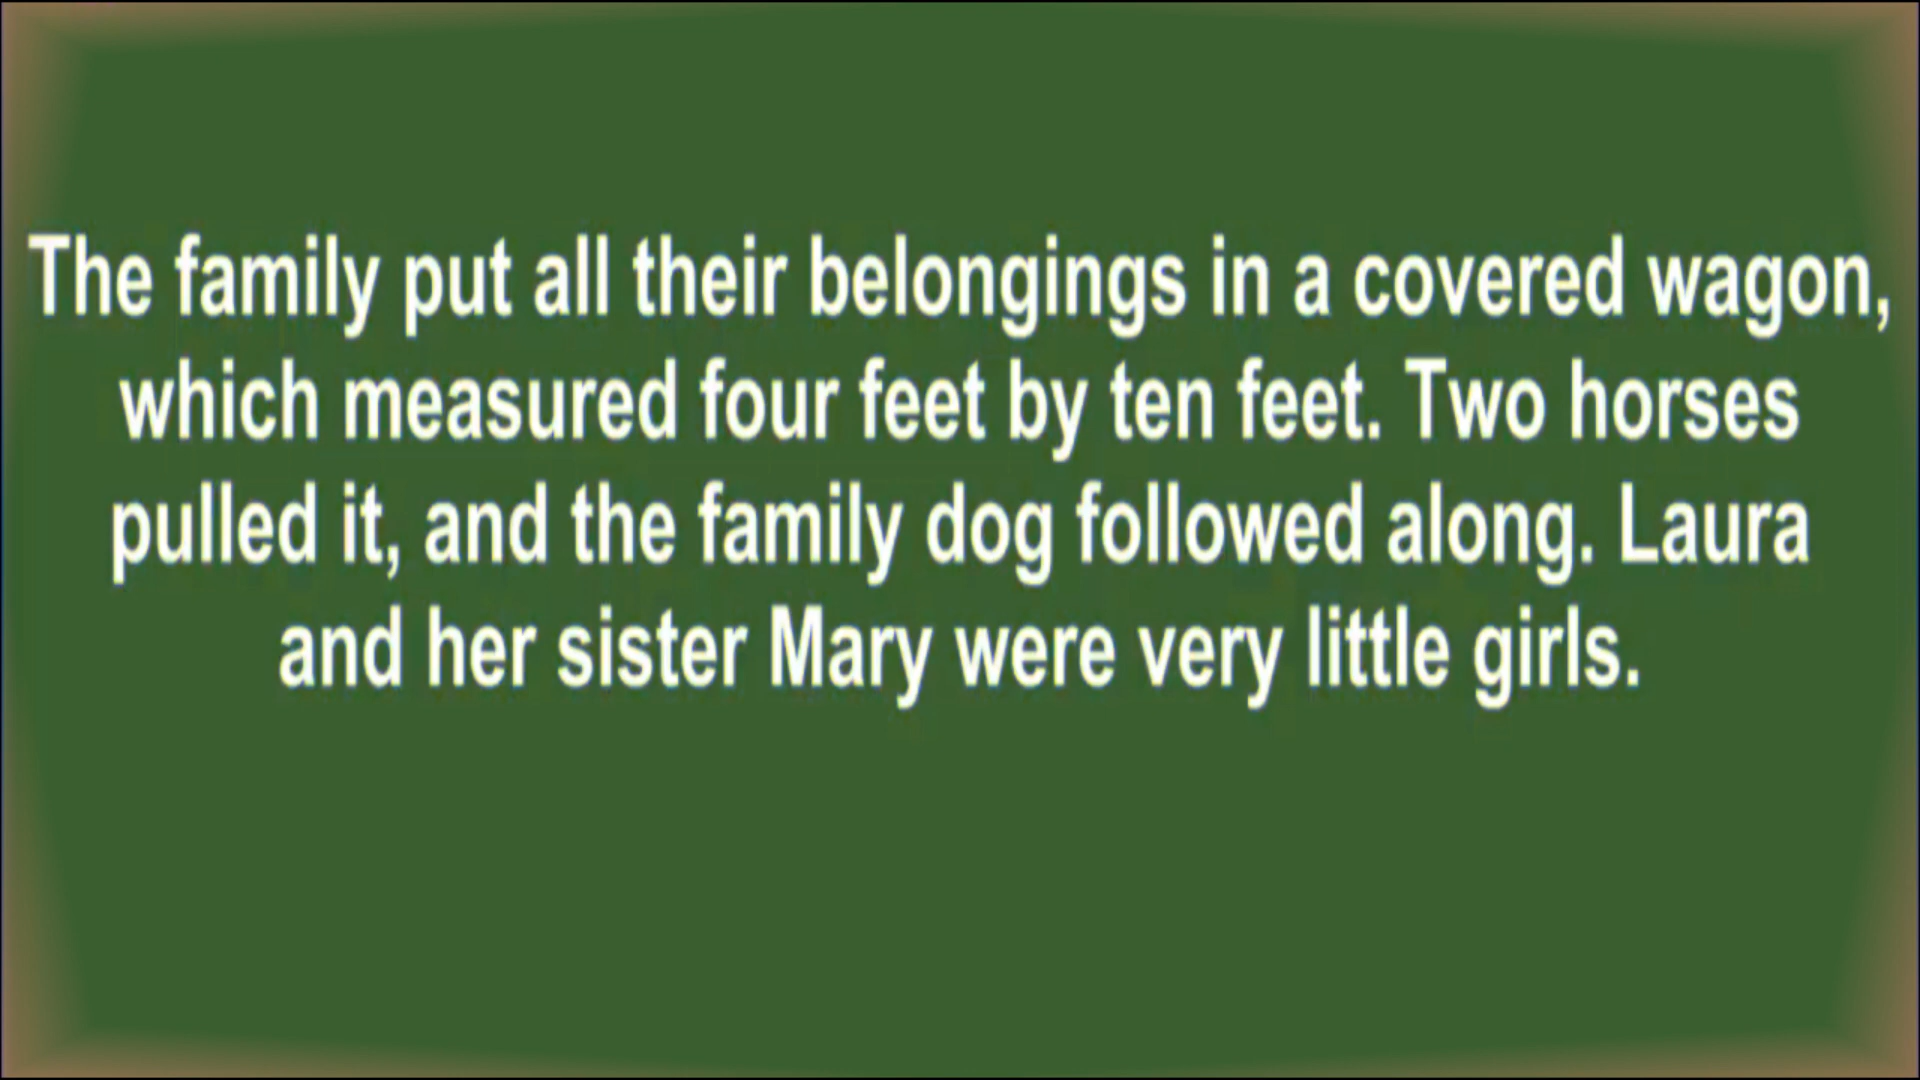 The family put all their belongings in a covered wagon,
which measured four feet by ten feet. Two horses
pulled it, and the family dog followed along. Laura
and her sister Mary were very little girls.